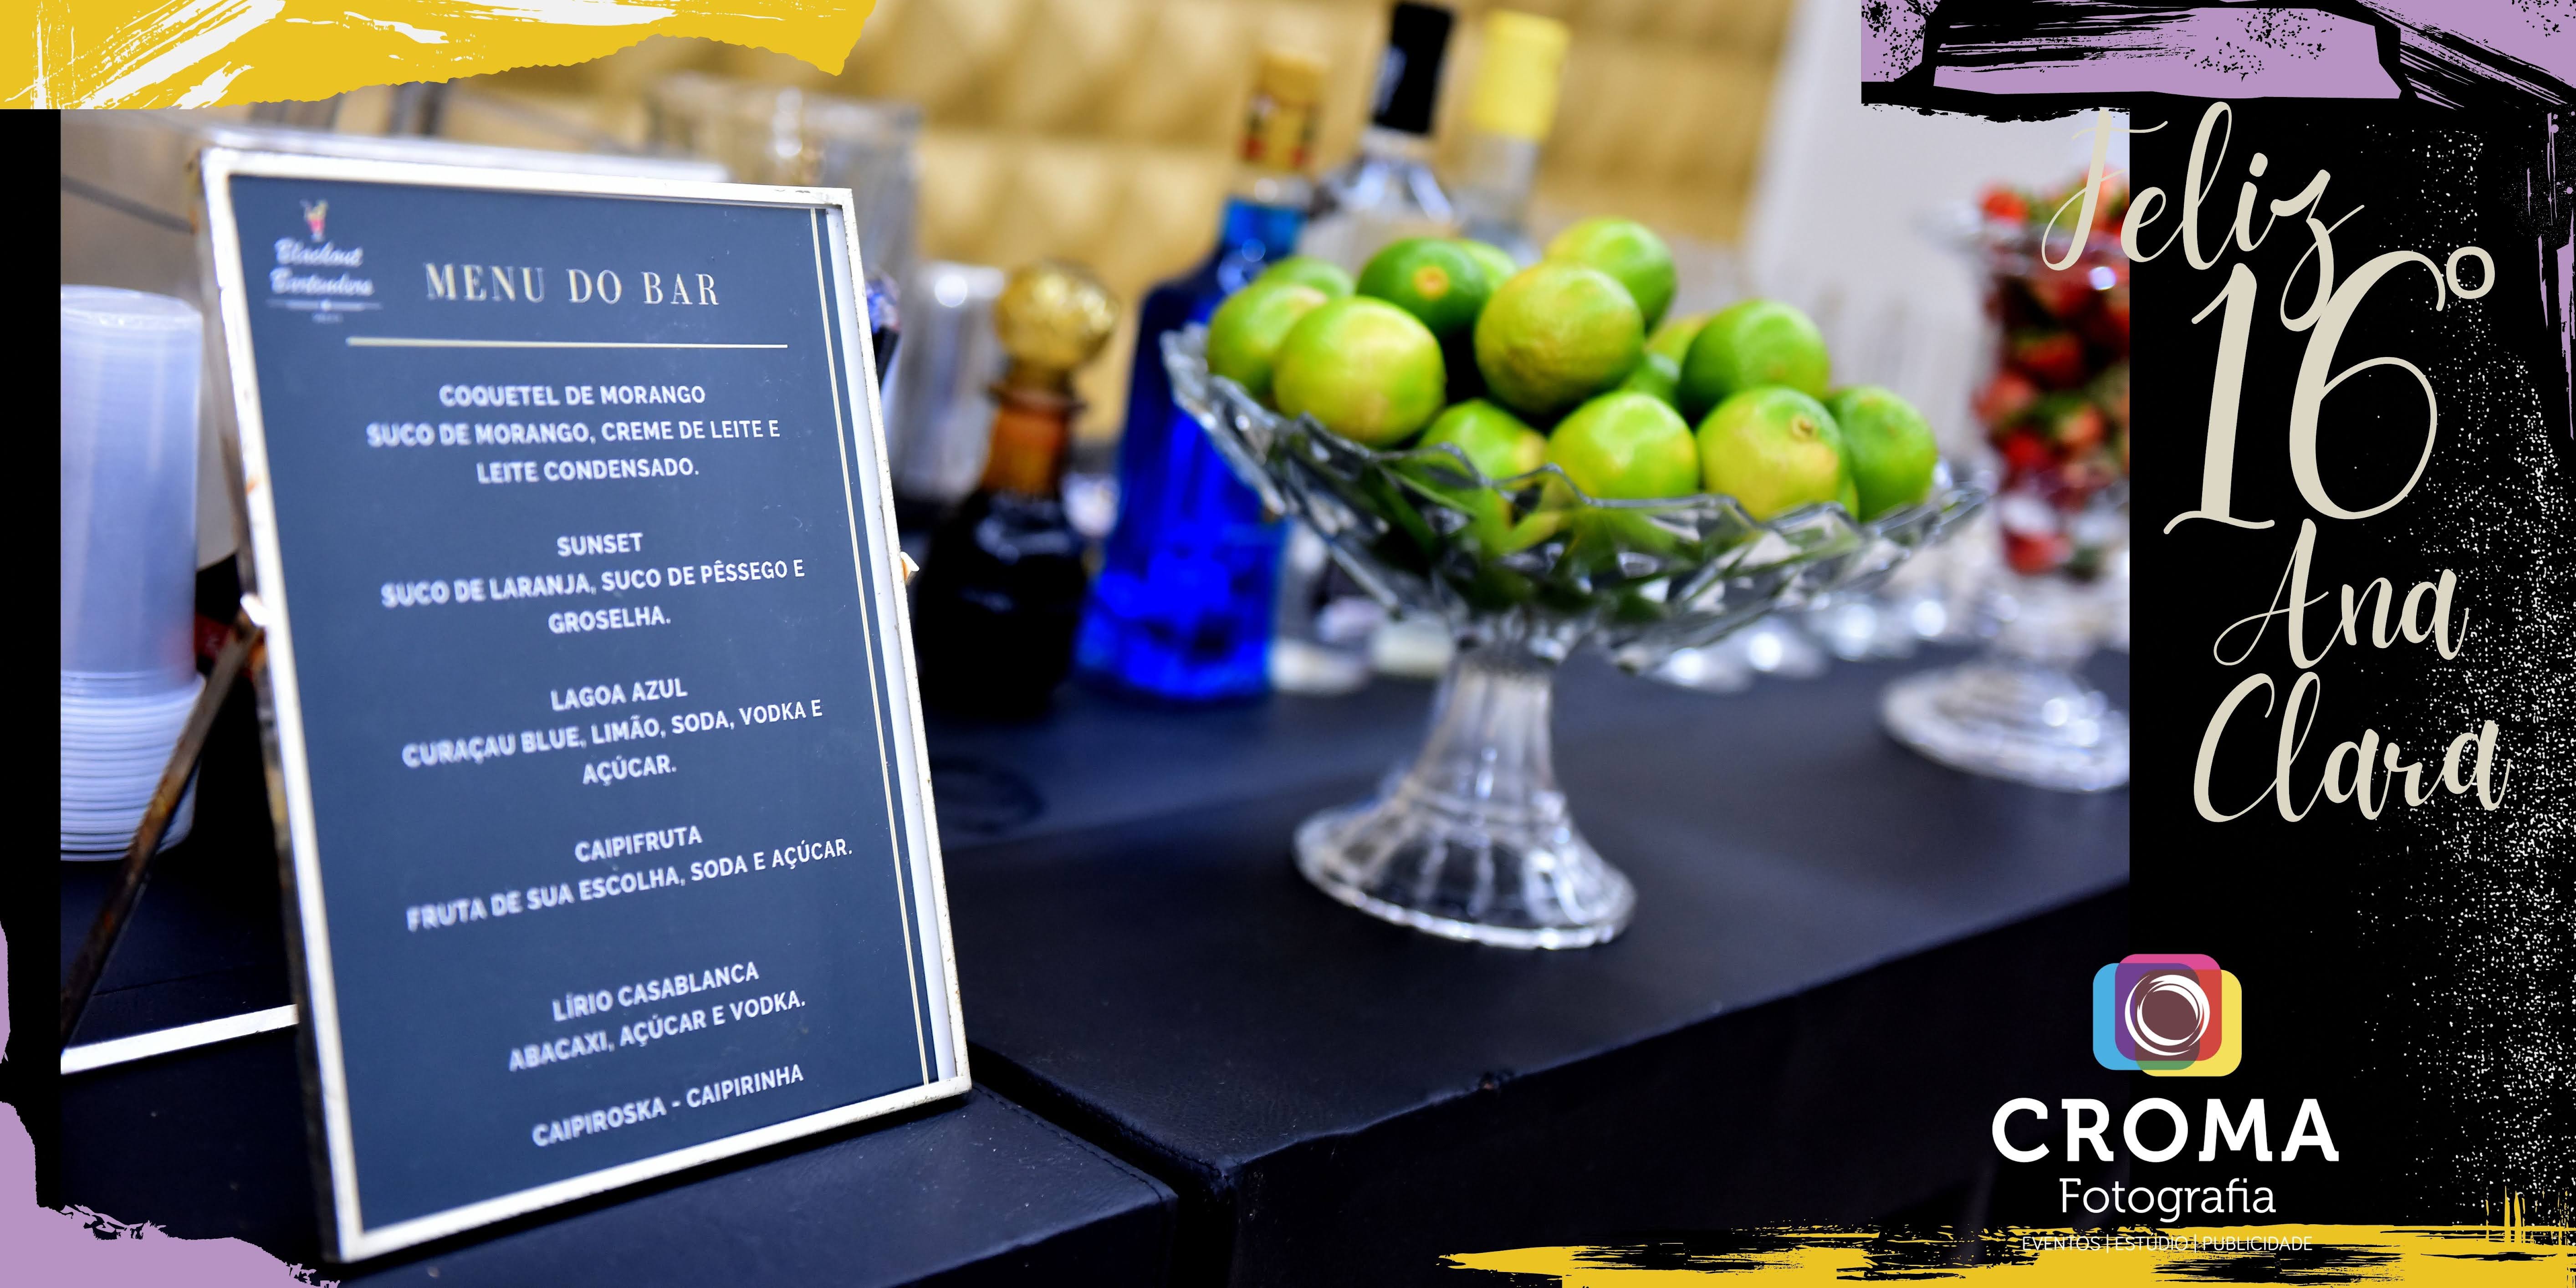 Blackout
Bartenders
MENU DO BAR
COQUETEL DE MORANGO
SUCO DE MORANGO, CREME DE LEITE E
LEITE CONDENSADO.
SUNSET
SUCO DE LARANJA, SUCO DE PÊSSEGO E
GROSELHA.
LAGOA AZUL
CURAÇAU BLUE, LIMÃO, SODA, VODKA E
AÇÚCAR.
CAIPIFRUTA
FRUTA DE SUA ESCOLHA, SODA E AÇÚCAR.
LÍRIO CASABLANCA
ABACAXI, AÇÚCAR E VODKA.
CAIPIROSKA - CAIPIRINHA
Feliz
16º
Ana
Clara
CROMA
Fotografia
EVENTOS | ESTÚDIO | PUBLICIDADE